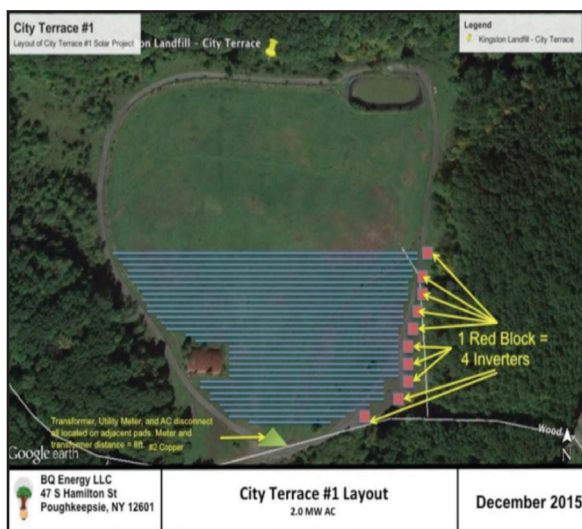 City Terrace #1
Layout of City Terrace #1 Solar Project
on Landfill - City Terrace
Legend
Kingston Landfill - City Terrace
1 Red Block =
4 Inverters
Transformer, Utility Meter, and AC disconnect
all located on adjacent pads. Meter and
transformer distance = 8ft. #2 Copper
Wood
Google earth
N
BQ Energy LLC
47 S Hamilton St
Poughkeepsie, NY 12601
City Terrace #1 Layout
2.0 MW AC
December 2015